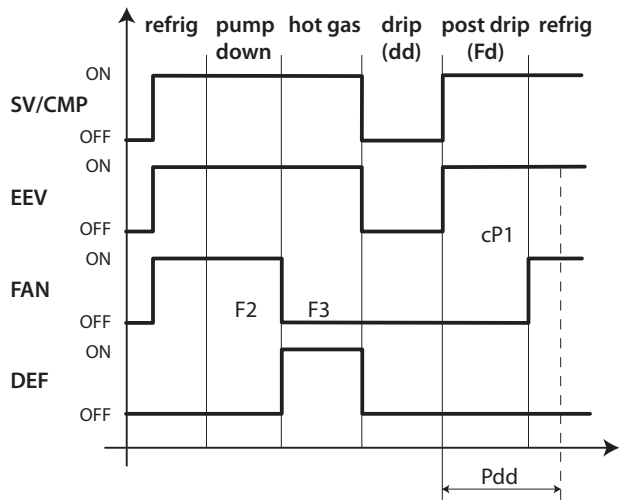 refrig pump down hot gas drip (dd) post drip (Fd) refrig
ON
SV/CMP
OFF
ON
EEV
OFF
cP1
ON
FAN
F2 F3
OFF
ON
DEF
OFF
Pdd